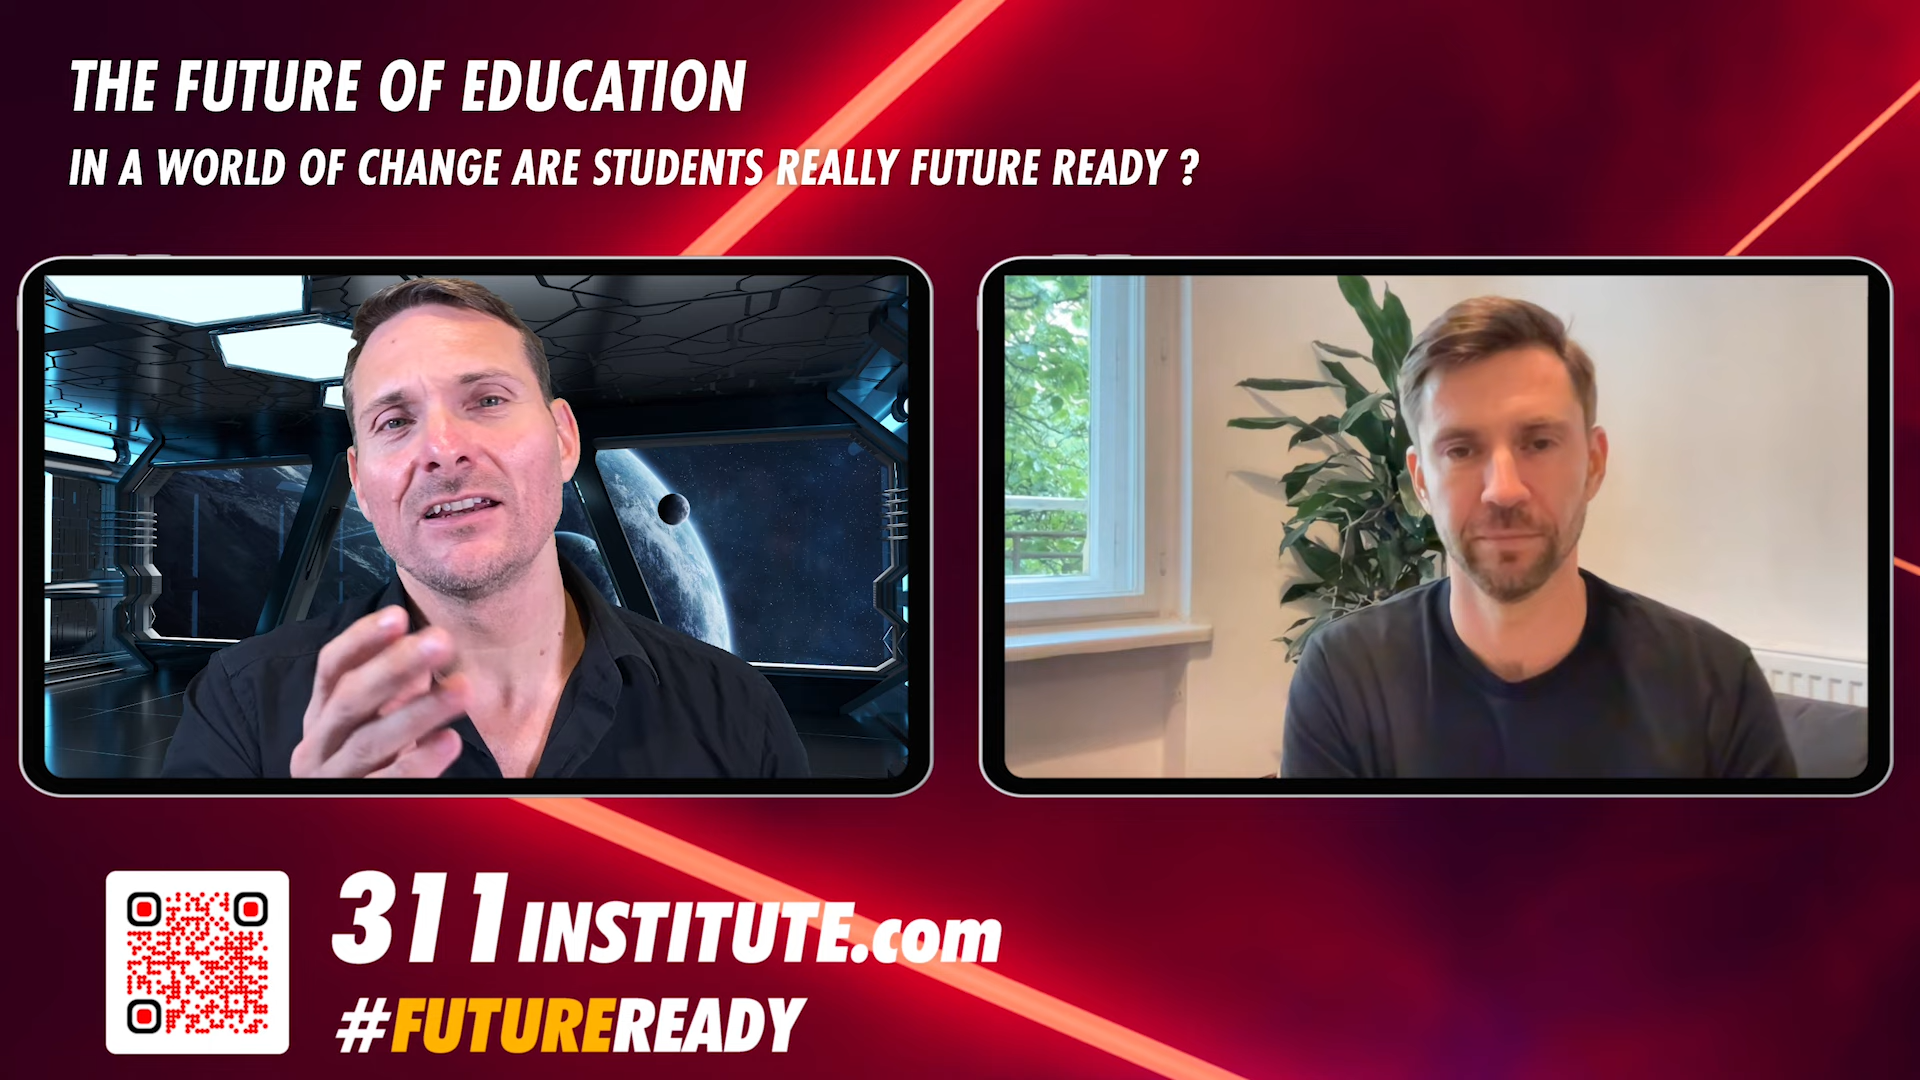 THE FUTURE OF EDUCATION
IN A WORLD OF CHANGE ARE STUDENTS REALLY FUTURE READY ?
311INSTITUTE.com
#FUTUREREADY